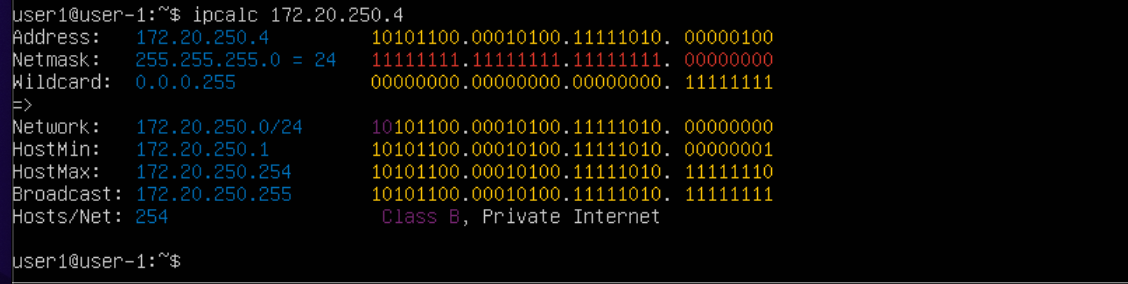 user1@user-1:~$ ipcalc 172.20.250.4
Address:   172.20.250.4         10101100.00010100.11111010. 00000100
Netmask:   255.255.255.0 = 24   11111111.11111111.11111111. 00000000
Wildcard:  0.0.0.255            00000000.00000000.00000000. 11111111
=>
Network:   172.20.250.0/24      10101100.00010100.11111010. 00000000
HostMin:   172.20.250.1         10101100.00010100.11111010. 00000001
HostMax:   172.20.250.254       10101100.00010100.11111010. 11111110
Broadcast: 172.20.250.255       10101100.00010100.11111010. 11111111
Hosts/Net: 254                   Class B, Private Internet
user1@user-1:~$